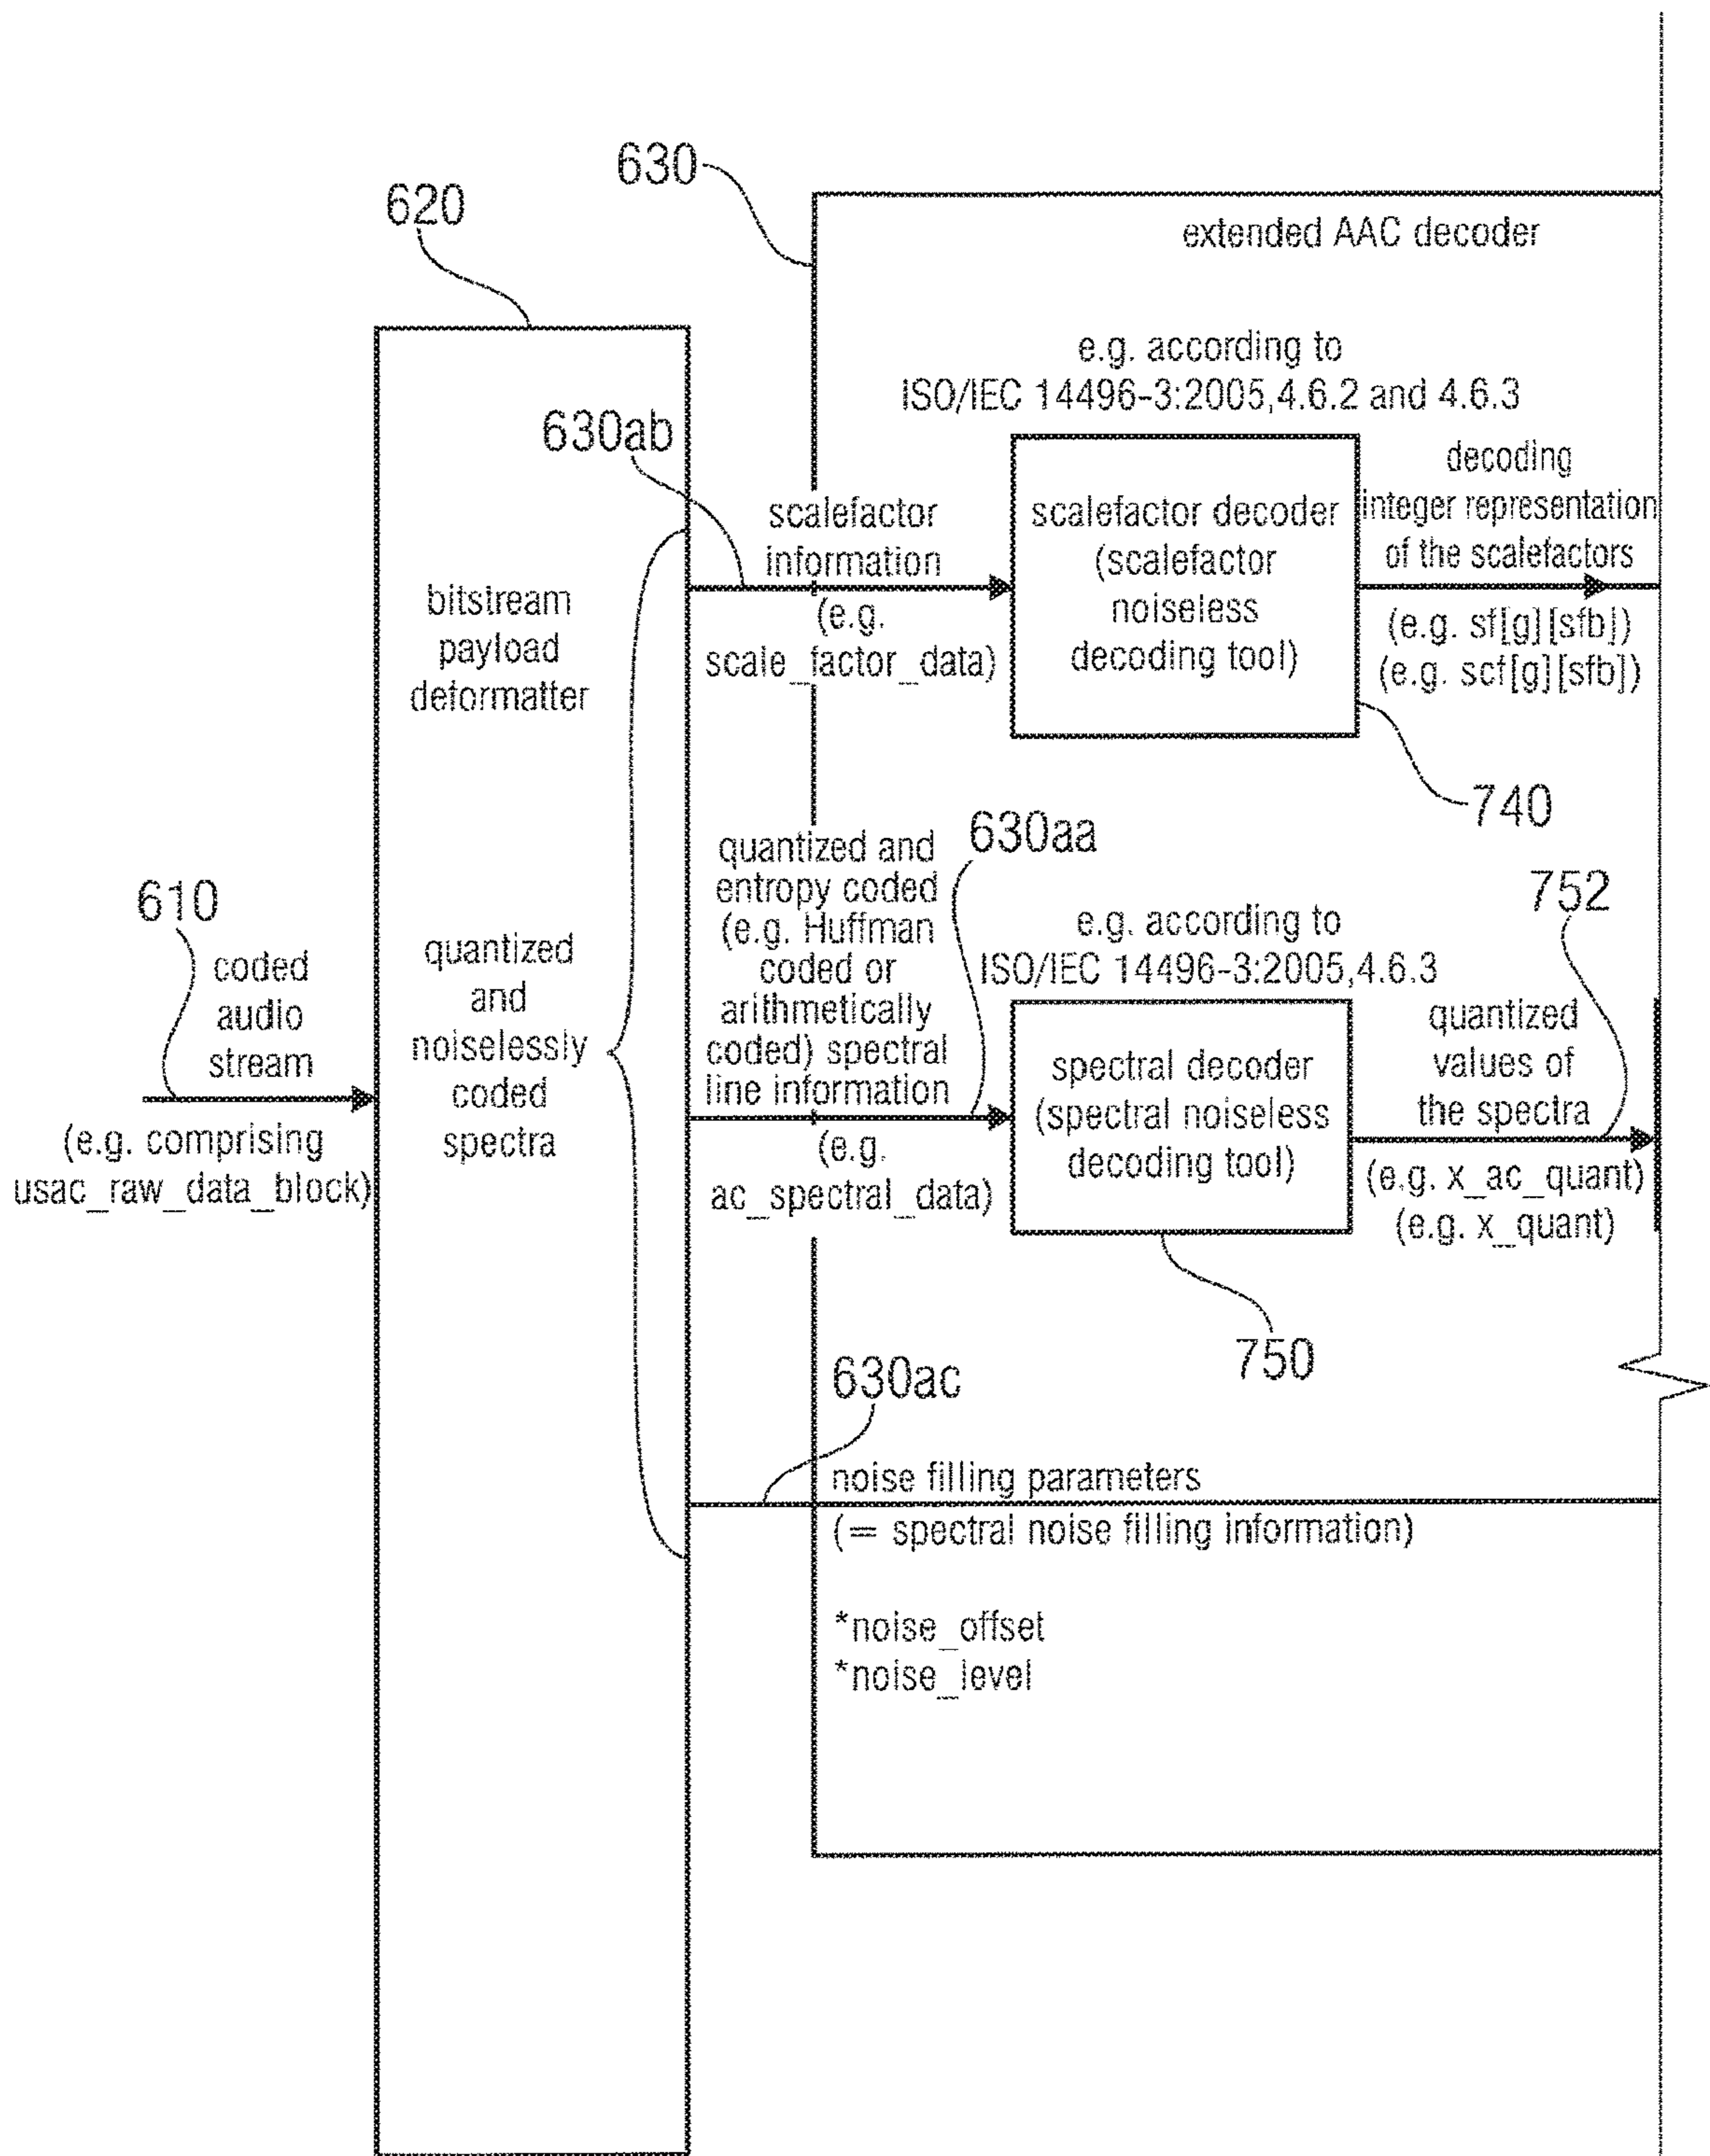 630
620
extended AAC decoder
e.g. according to
ISO/IEC 14496-3:2005,4.6.2 and 4.6.3
630ab
scalefactor
information
(e.g.
scale_factor_data)
scalefactor decoder
(scalefactor
noiseless
decoding tool)
decoding
integer representation
of the scalefactors
(e.g. sf[g][sfb])
(e.g. scf[g][sfb])
740
bitstream
payload
deformatter
610
coded
audio
stream
(e.g. comprising
usac_raw_data_block)
quantized
and
noiselessly
coded
spectra
quantized and
entropy coded
(e.g. Huffman
coded or
arithmetically
coded) spectral
line information
(e.g.
ac_spectral_data)
630aa
e.g. according to
ISO/IEC 14496-3:2005,4.6.3
spectral decoder
(spectral noiseless
decoding tool)
750
752
quantized
values of
the spectra
(e.g. x_ac_quant)
(e.g. x_quant)
630ac
noise filling parameters
(= spectral noise filling information)
*noise_offset
*noise_level